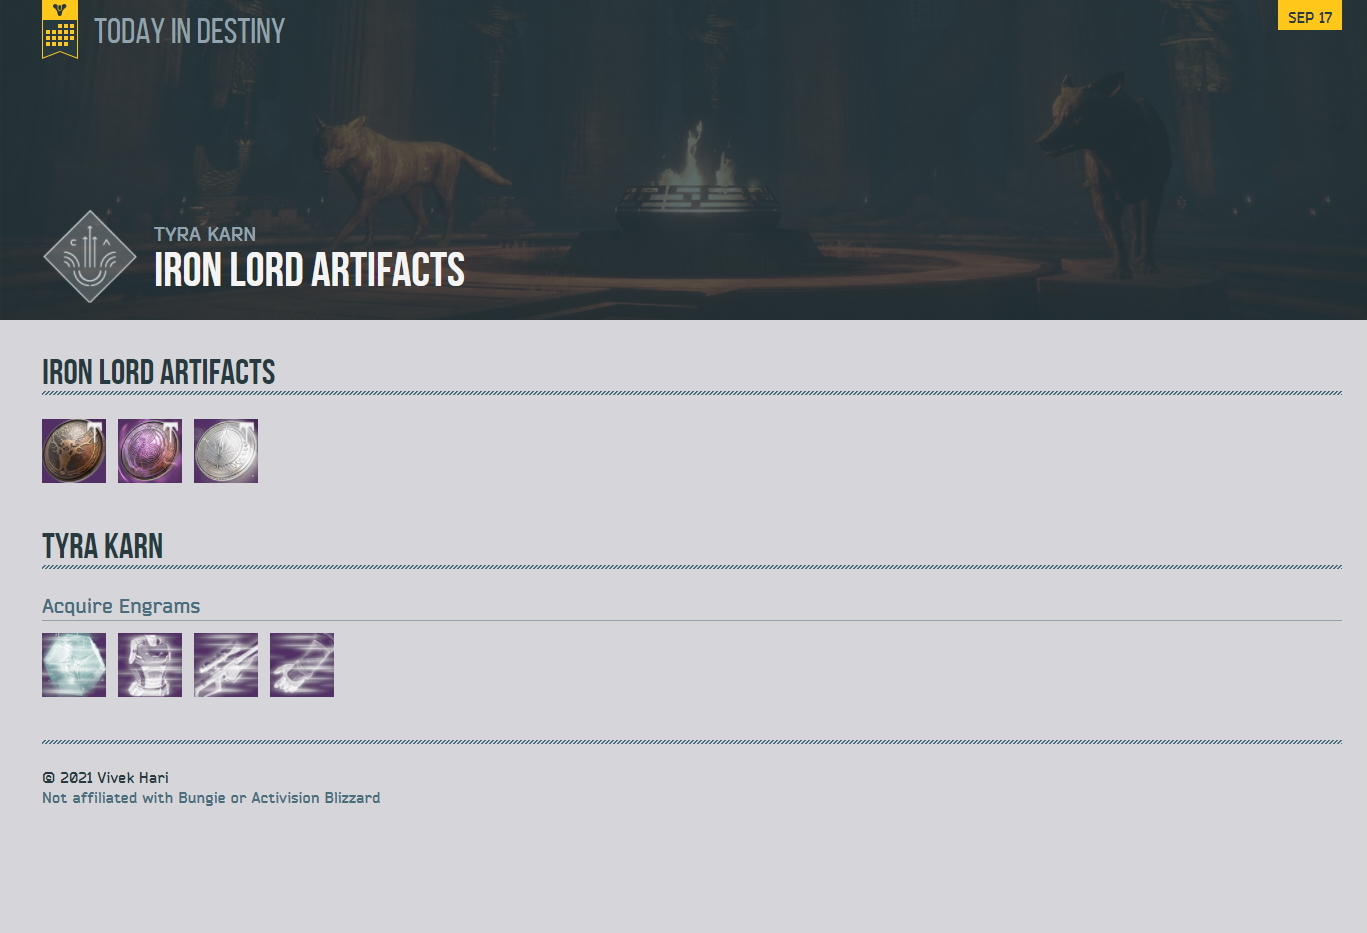 TODAY IN DESTINY
SEP 17
C A
TYRA KARN
IRON LORD ARTIFACTS
IRON LORD ARTIFACTS
TYRA KARN
Acquire Engrams
© 2021 Vivek Hari
Not affiliated with Bungie or Activision Blizzard